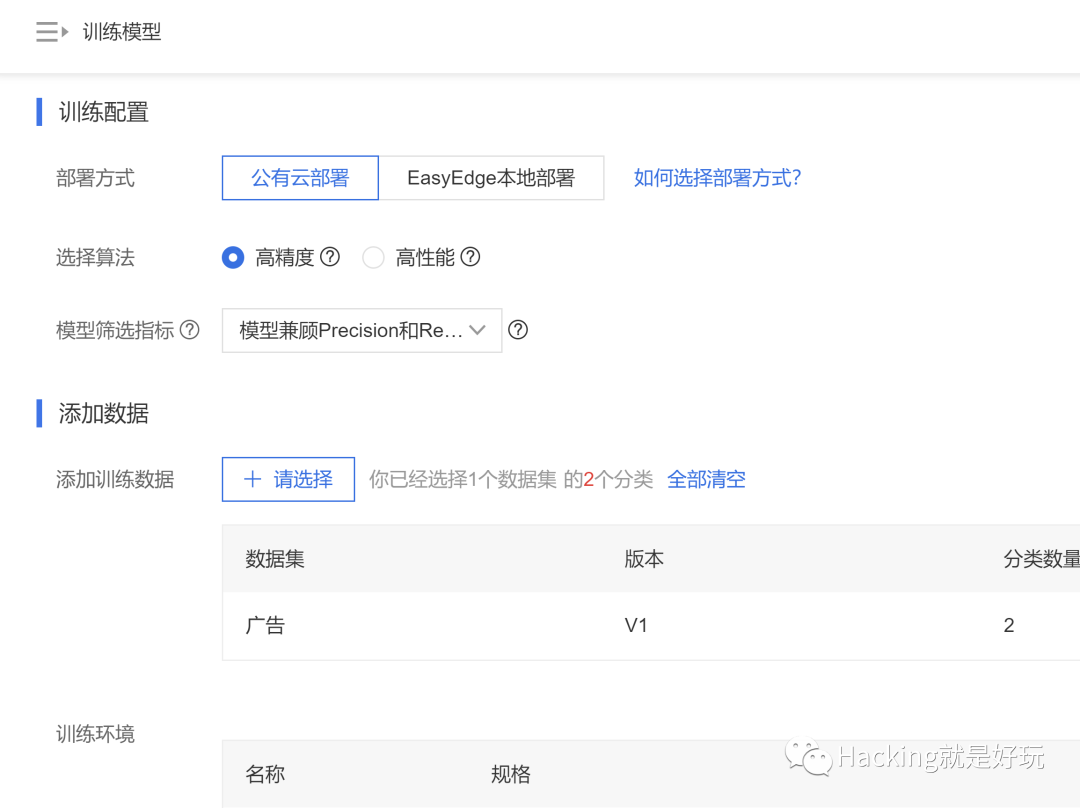 训练模型
训练配置
部署方式 公有云部署 EasyEdge本地部署 如何选择部署方式?
选择算法 高精度 ? 高性能 ?
模型筛选指标 ? 模型兼顾Precision和Re... ?
添加数据
添加训练数据 + 请选择 你已经选择1个数据集 的2个分类 全部清空
数据集 版本 分类数量
广告 V1 2
训练环境
名称 规格
Hacking就是好玩